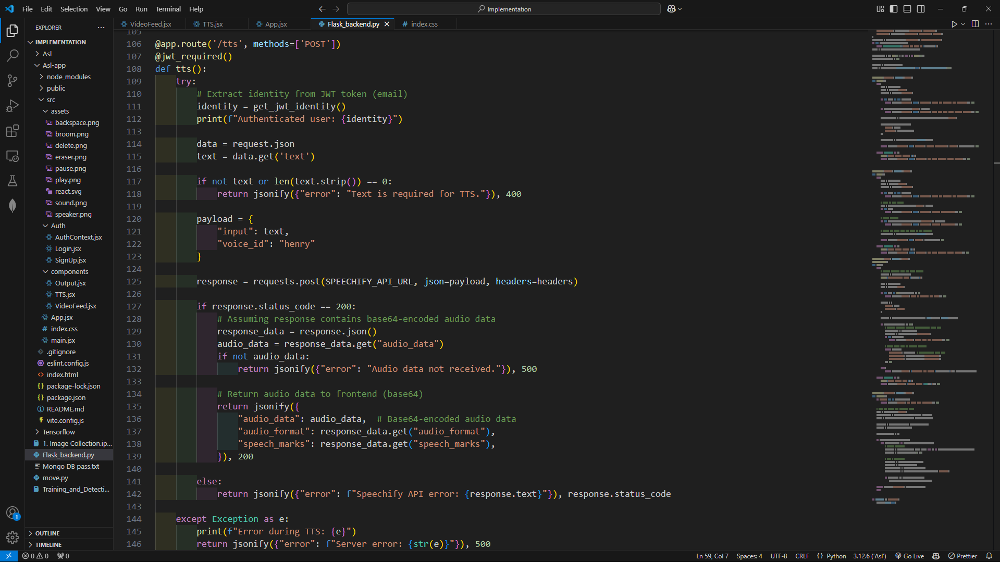 File Edit Selection View Go Run Terminal Help
Implementation
EXPLORER
VideoFeed.jsx TTS.jsx App.jsx Flask_backend.py # index.css
IMPLEMENTATION
Asl
Asl-app
node_modules
public
src
assets
backspace.png
broom.png
delete.png
eraser.png
pause.png
play.png
react.svg
sound.png
speaker.png
Auth
AuthContext.jsx
Login.jsx
SignUp.jsx
components
Output.jsx
TTS.jsx
VideoFeed.jsx
App.jsx
# index.css
main.jsx
.gitignore
eslint.config.js
<> index.html
{} package-lock.json
{} package.json
README.md
vite.config.js
Tensorflow
1. Image Collection.ip...
Flask_backend.py
Mongo DB pass.txt
move.py
Training_and_Detecti...
OUTLINE
TIMELINE
105
106 @app.route('/tts', methods=['POST'])
107 @jwt_required()
108 def tts():
109 try:
110 # Extract identity from JWT token (email)
111 identity = get_jwt_identity()
112 print(f"Authenticated user: {identity}")
113
114 data = request.json
115 text = data.get('text')
116
117 if not text or len(text.strip()) == 0:
118 return jsonify({"error": "Text is required for TTS."}), 400
119
120 payload = {
121 "input": text,
122 "voice_id": "henry"
123 }
124
125 response = requests.post(SPEECHIFY_API_URL, json=payload, headers=headers)
126
127 if response.status_code == 200:
128 # Assuming response contains base64-encoded audio data
129 response_data = response.json()
130 audio_data = response_data.get("audio_data")
131 if not audio_data:
132 return jsonify({"error": "Audio data not received."}), 500
133
134 # Return audio data to frontend (base64)
135 return jsonify({
136 "audio_data": audio_data, # Base64-encoded audio data
137 "audio_format": response_data.get("audio_format"),
138 "speech_marks": response_data.get("speech_marks"),
139 }), 200
140
141 else:
142 return jsonify({"error": f"Speechify API error: {response.text}"}), response.status_code
143
144 except Exception as e:
145 print(f"Error during TTS: {e}")
146 return jsonify({"error": f"Server error: {str(e)}"}), 500
1
0 0 0 Ln 59, Col 7 Spaces: 4 UTF-8 CRLF {} Python 3.12.6 ('Asl') Go Live Prettier